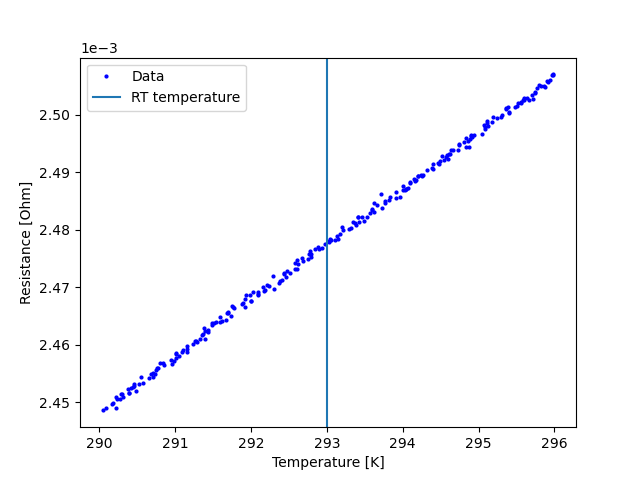 1e−3
Data
RT temperature
2.50
2.49
2.48
2.47
2.46
2.45
Resistance [Ohm]
290 291 292 293 294 295 296
Temperature [K]